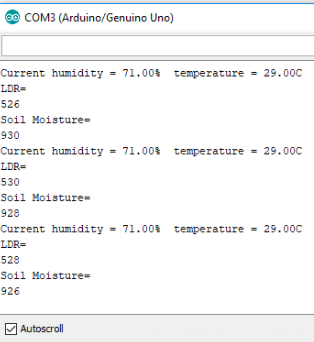 COM3 (Arduino/Genuino Uno)
Current humidity = 71.00%  temperature = 29.00C
LDR=
526
Soil Moisture=
930
Current humidity = 71.00%  temperature = 29.00C
LDR=
530
Soil Moisture=
928
Current humidity = 71.00%  temperature = 29.00C
LDR=
528
Soil Moisture=
926
Autoscroll